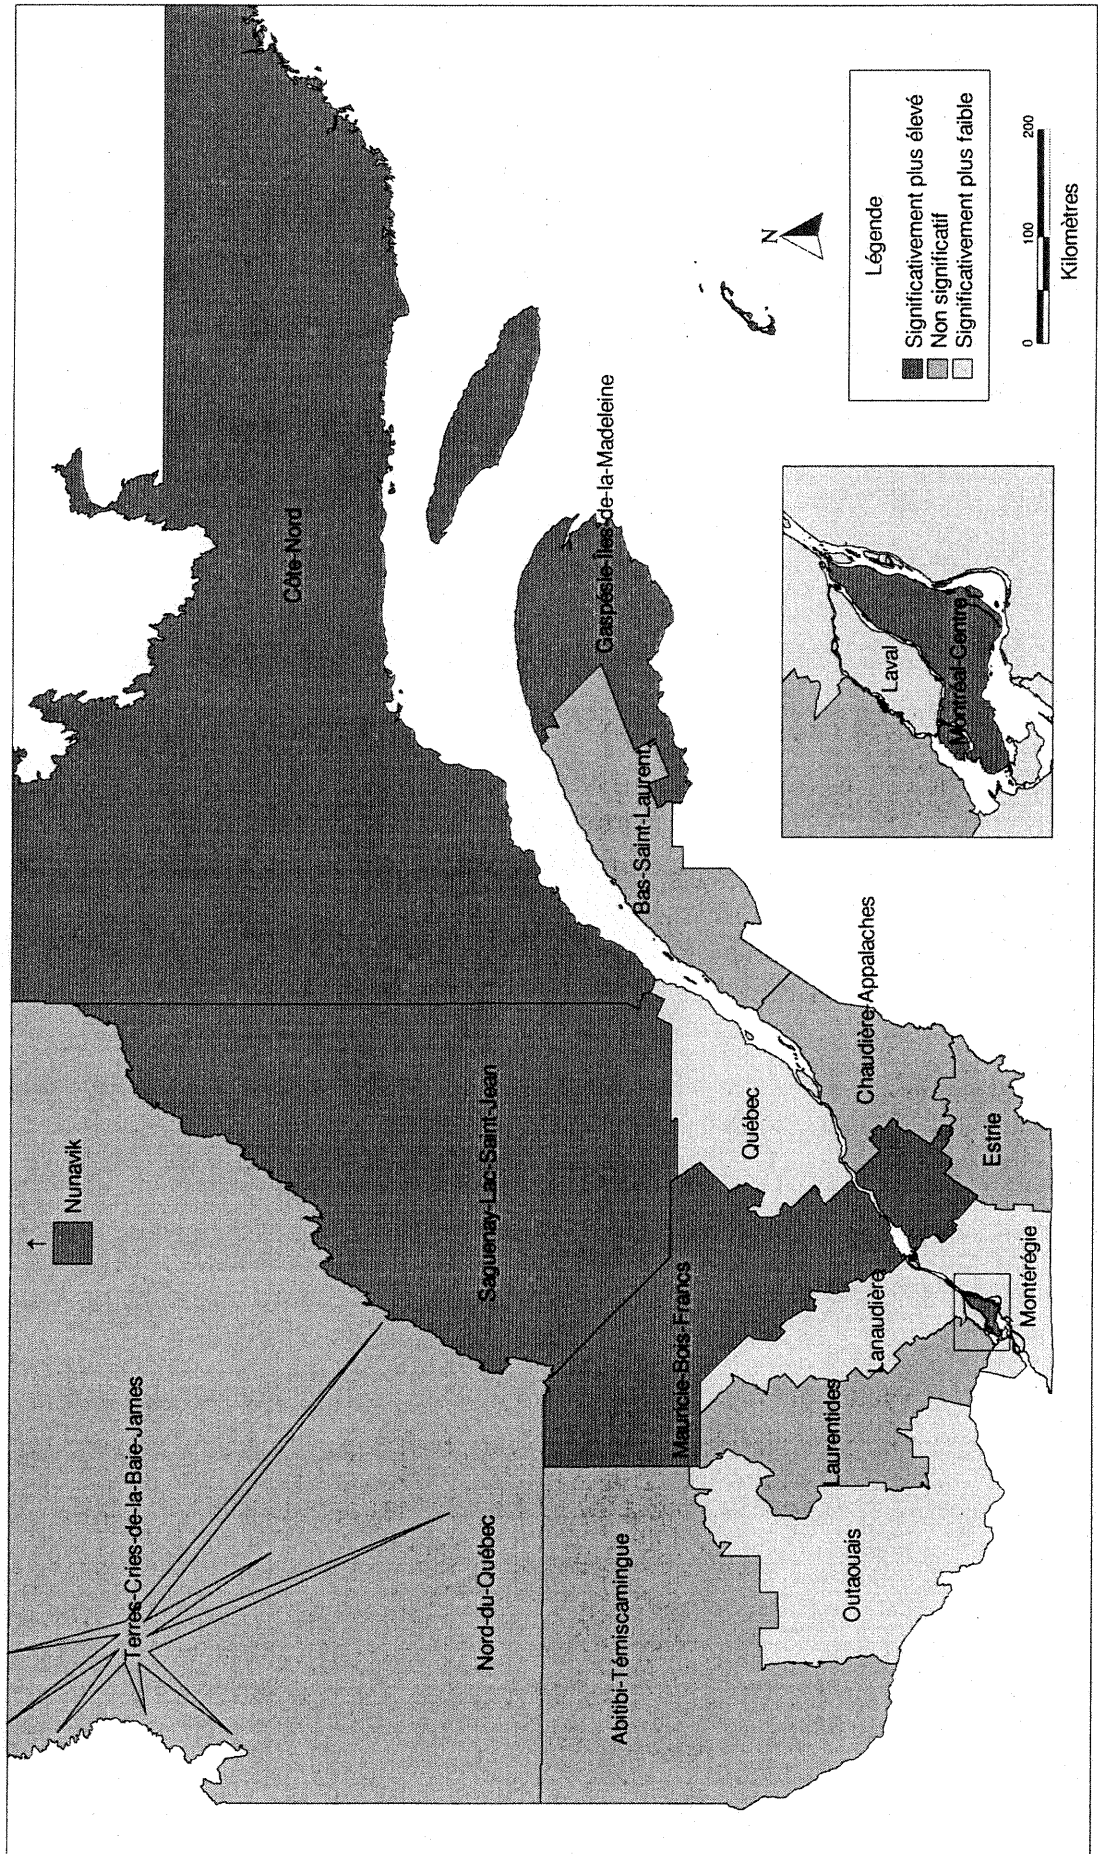 Nunavik
Terres-Cries-de-la-Baie-James
Côte-Nord
Saguenay-Lac-Saint-Jean
Nord-du-Québec
Gaspésie-Îles-de-la-Madeleine
Bas-Saint-Laurent
Abitibi-Témiscamingue
Mauricie-Bois-Francs
Québec
Chaudière-Appalaches
Lanaudière
Laurentides
Outaouais
Estrie
Montérégie
Laval
Montréal-Centre
N
Légende
Significativement plus élevé
Non significatif
Significativement plus faible
0 100 200
Kilomètres